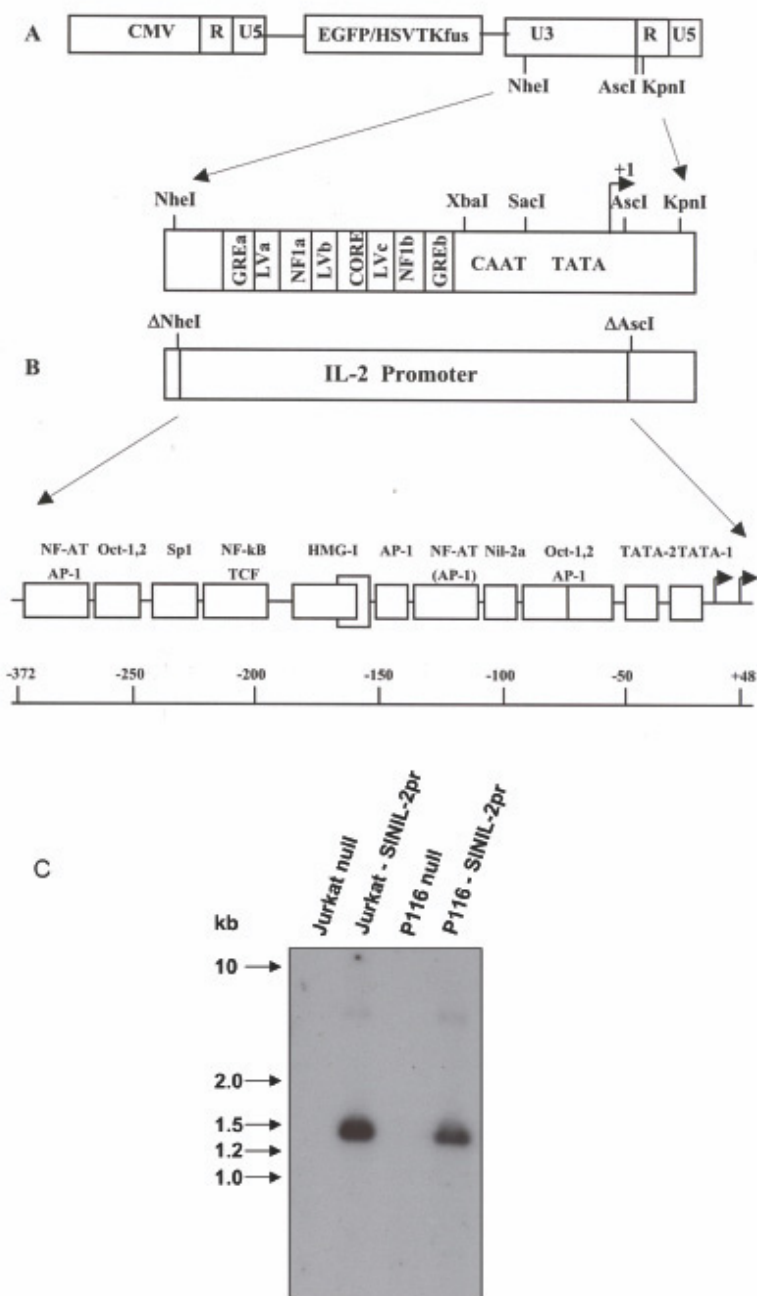 A
CMV R U5 EGFP/HSVTKfus U3 R U5
NheI AscI KpnI
+1
NheI XbaI SacI AscI KpnI
GREa LVa NF1a LVb CORE LVc NF1b GREb CAAT TATA
ΔNheI ΔAscI
B
IL-2 Promoter
NF-AT Oct-1,2 Sp1 NF-kB HMG-I AP-1 NF-AT Nil-2a Oct-1,2 TATA-2 TATA-1
AP-1 TCF (AP-1) AP-1
-372 -250 -200 -150 -100 -50 +48
C
Jurkat null
Jurkat - SINIL-2pr
P116 null
P116 - SINIL-2pr
kb
10
2.0
1.5
1.2
1.0